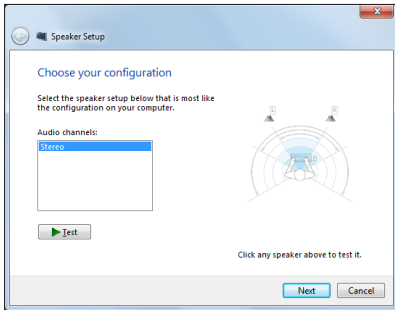 Speaker Setup
Choose your configuration
Select the speaker setup below that is most like
the configuration on your computer.
Audio channels:
Stereo
Test
Click any speaker above to test it.
Next
Cancel